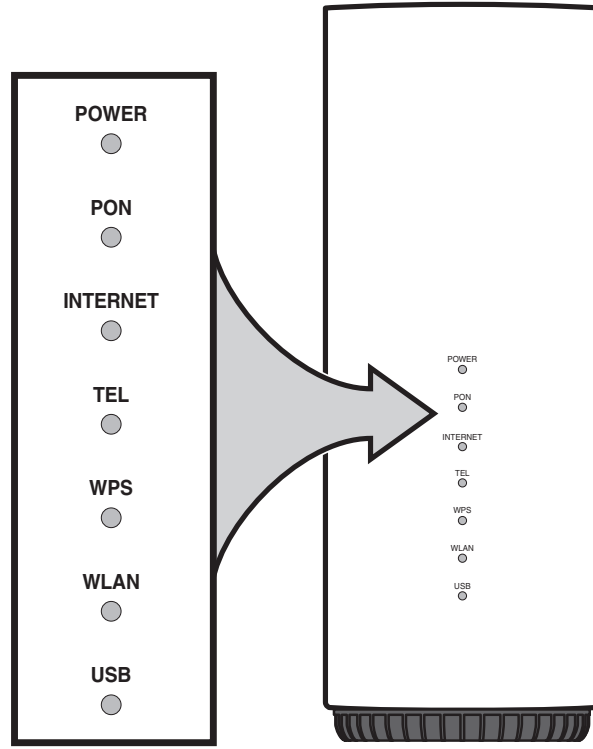 POWER
PON
INTERNET
TEL
WPS
WLAN
USB
POWER
PON
INTERNET
TEL
WPS
WLAN
USB